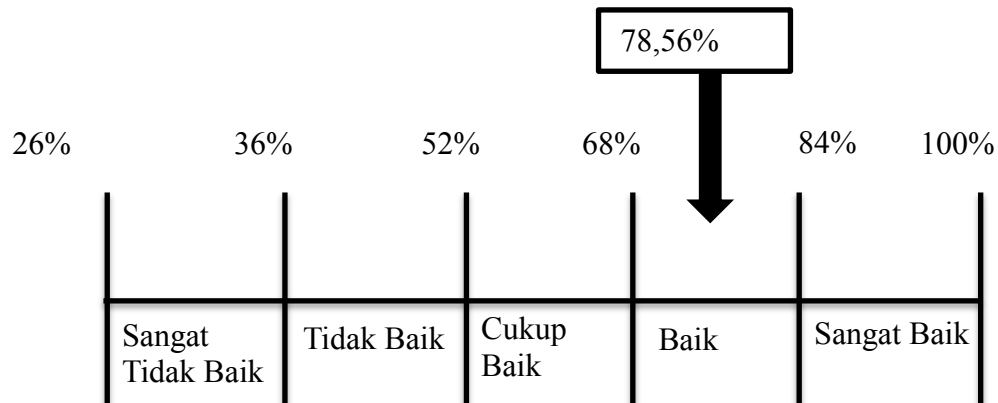 78,56%
26%
36%
52%
68%
84%
100%
Sangat
Tidak Baik
Tidak Baik
Cukup
Baik
Baik
Sangat Baik